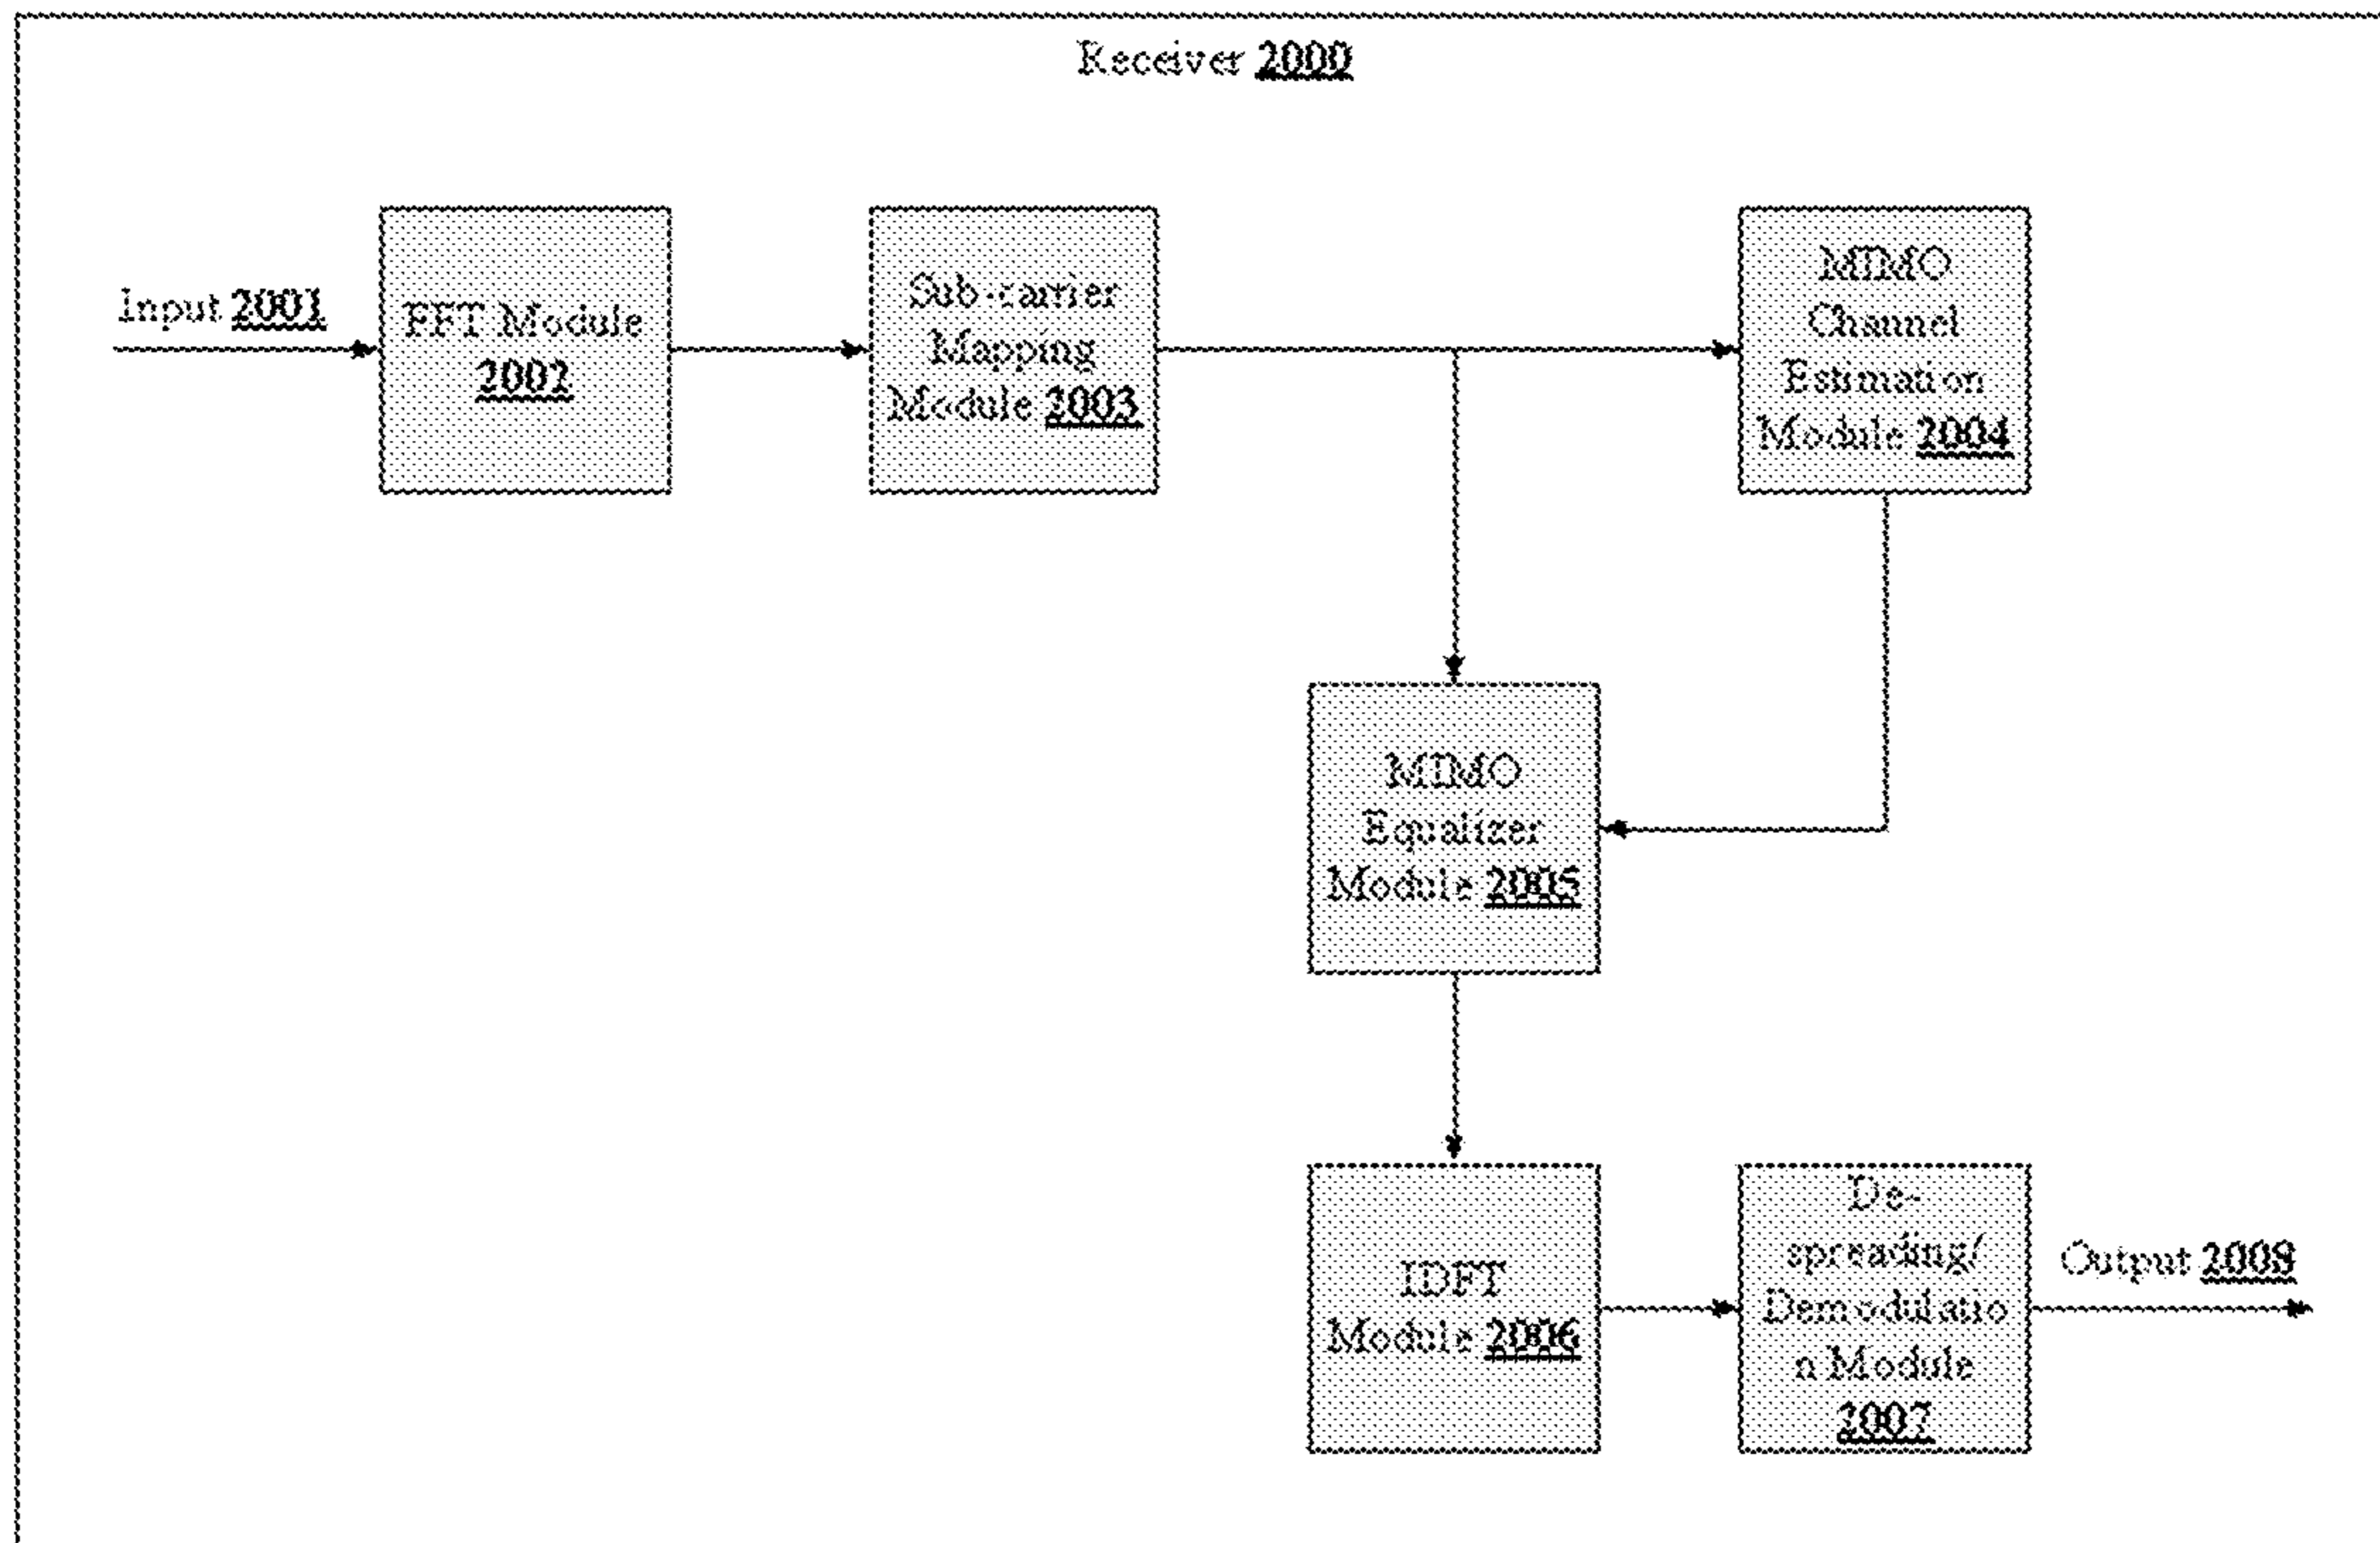 Receiver 2000
Input 2001
FFT Module
2002
Sub-carrier
Mapping
Module 2003
MIMO
Channel
Estimation
Module 2004
MIMO
Equalizer
Module 2005
IDFT
Module 2006
De-
spreading/
Demodulatio
n Module
2007
Output 2008